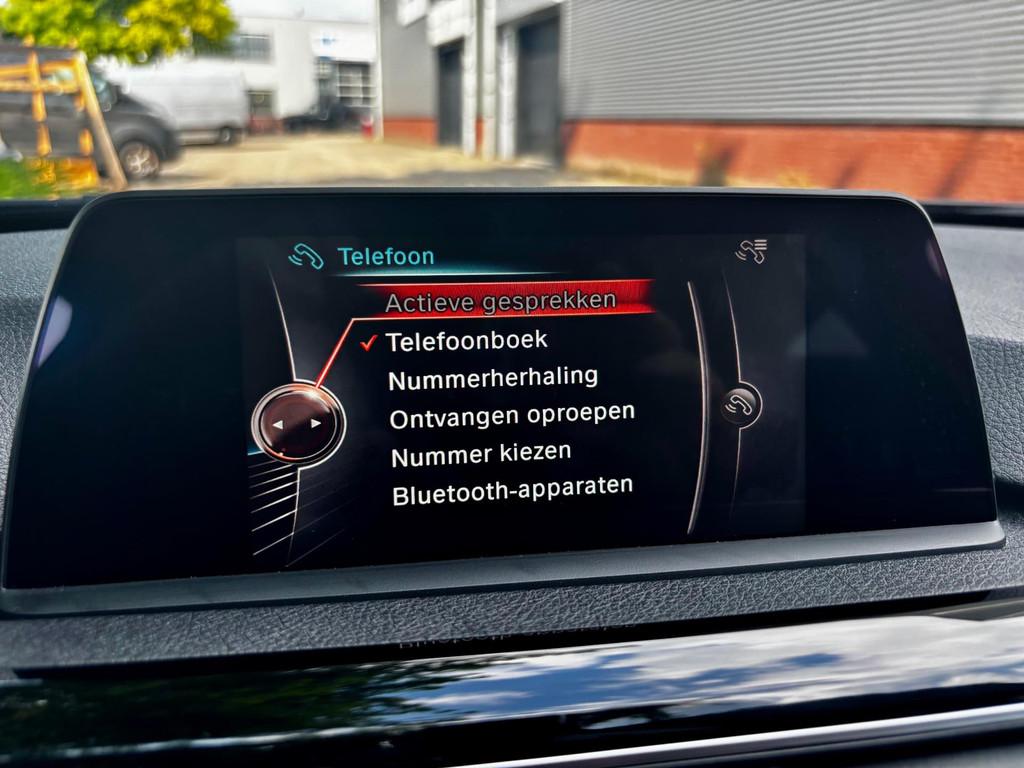 Telefoon
Actieve gesprekken
Telefoonboek
Nummerherhaling
Ontvangen oproepen
Nummer kiezen
Bluetooth-apparaten